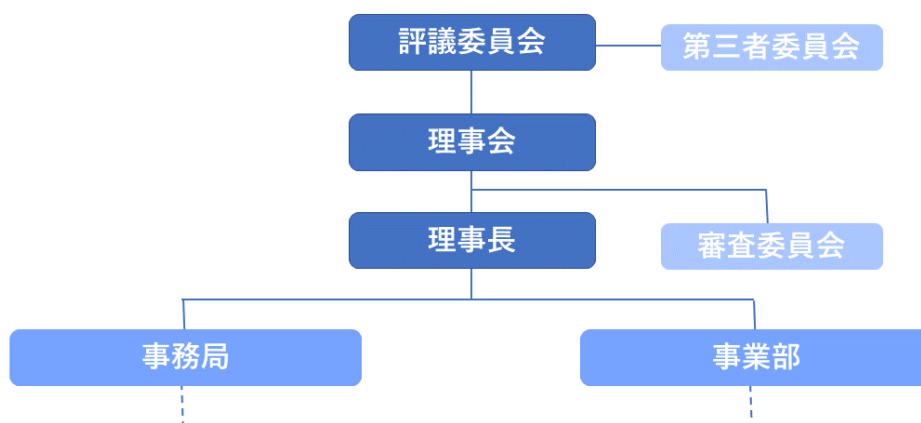 評議委員会
第三者委員会
理事会
理事長
審査委員会
事務局
事業部